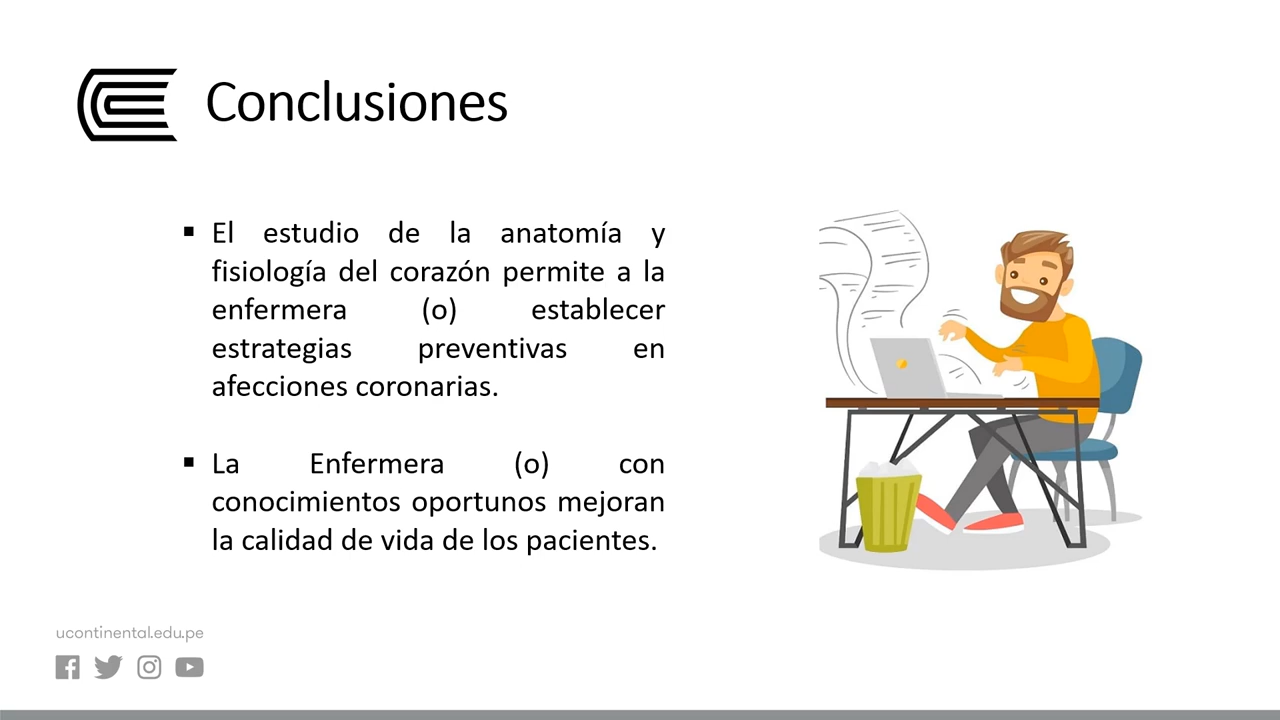 Conclusiones
▪ El estudio de la anatomía y
fisiología del corazón permite a la
enfermera (o) establecer
estrategias preventivas en
afecciones coronarias.
▪ La Enfermera (o) con
conocimientos oportunos mejoran
la calidad de vida de los pacientes.
ucontinental.edu.pe